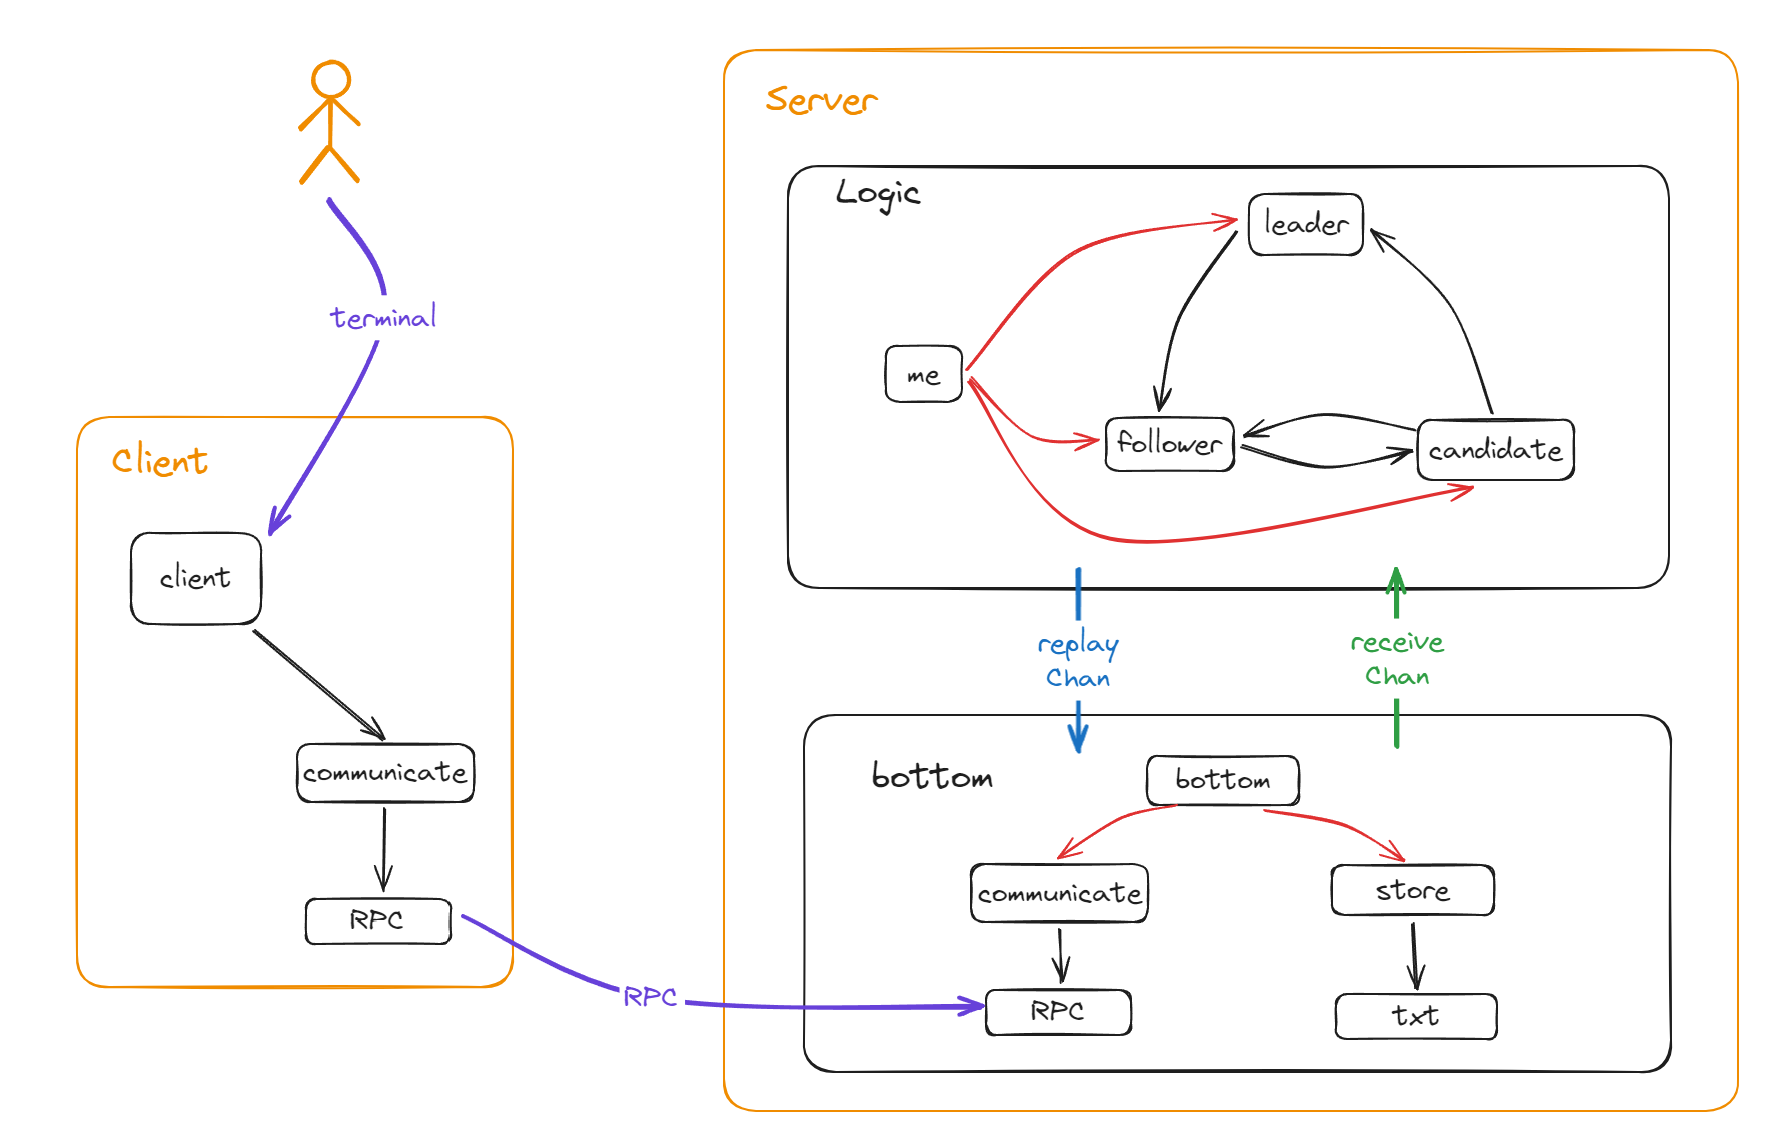 terminal
Client
client
communicate
RPC
RPC
Server
Logic
leader
me
follower
candidate
replay
Chan
receive
Chan
bottom
bottom
communicate
store
RPC
txt